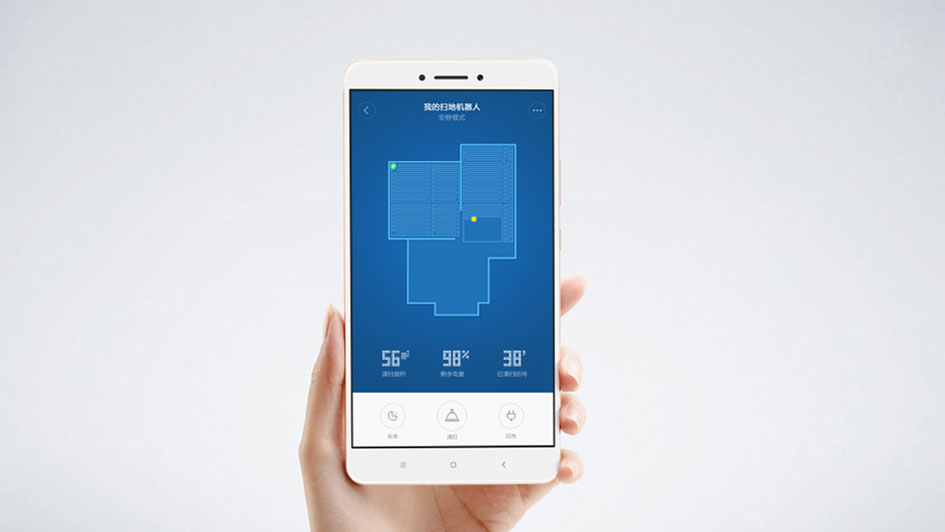 我的扫地机器人
安静模式
56m² 98% 38'
清扫面积 剩余电量 已清扫时间
标准 清扫 回充